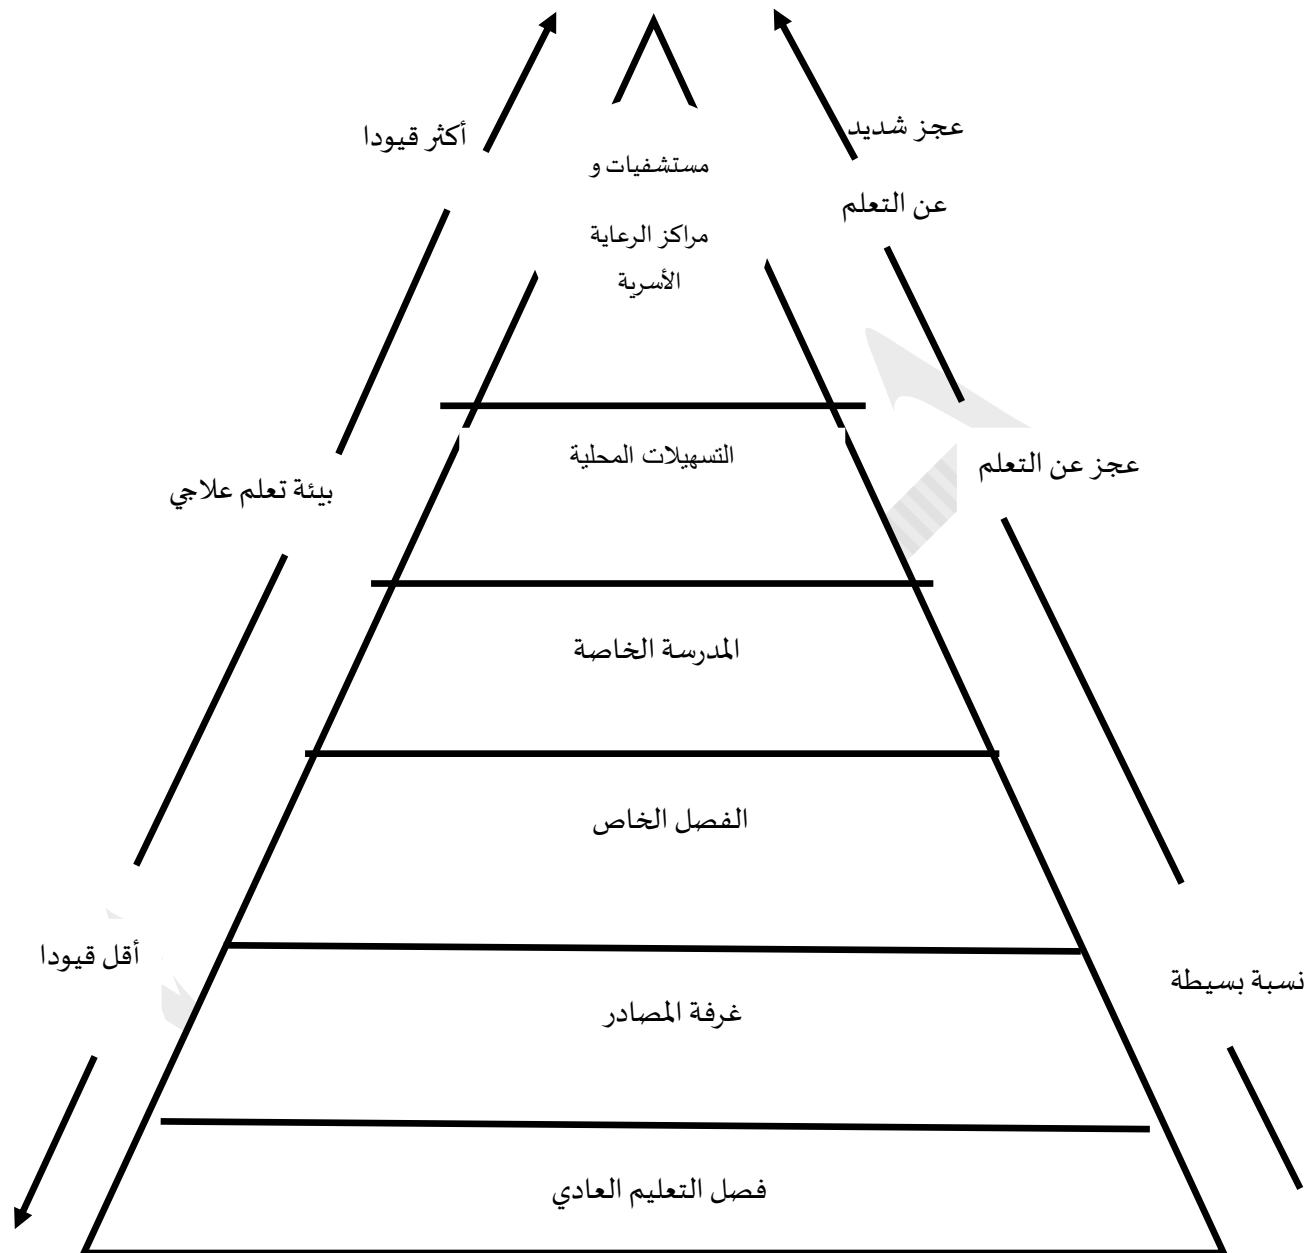 عجز شديد
أكثر قيودا
مستشفيات و
عن التعلم
مراكز الرعاية
الأسرية
التسهيلات المحلية
عجز عن التعلم
بيئة تعلم علاجي
المدرسة الخاصة
الفصل الخاص
أقل قيودا
نسبة بسيطة
غرفة المصادر
فصل التعليم العادي